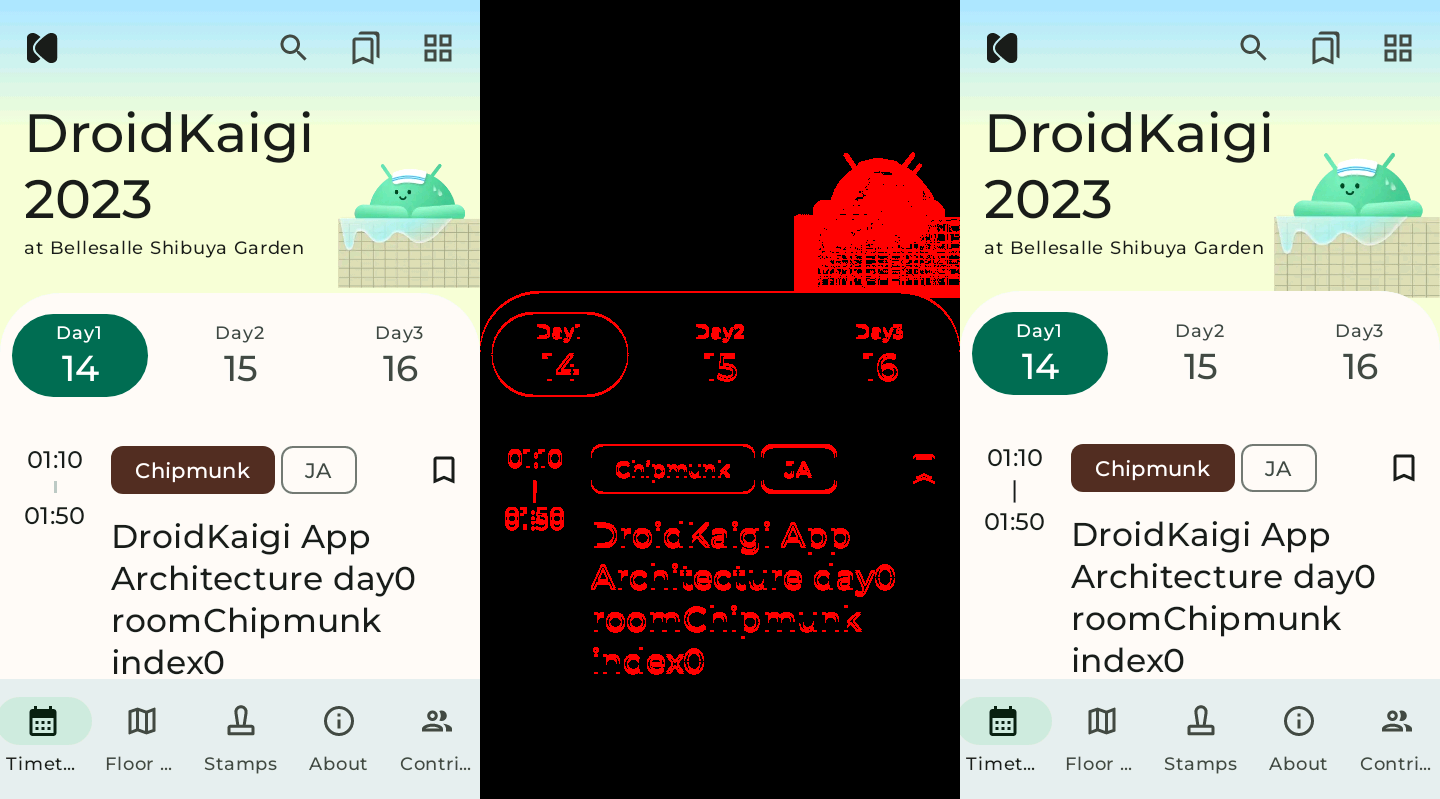 DroidKaigi
2023
at Bellesalle Shibuya Garden
Day1 Day2 Day3
14 15 16
01:10 Chipmunk JA
01:50
DroidKaigi App
Architecture day0
roomChipmunk
index0
Timet... Floor ... Stamps About Contri...
Day1 Day2 Day3
14 15 16
01:10 Chipmunk JA
01:50
DroidKaigi App
Architecture day0
roomChipmunk
index0
DroidKaigi
2023
at Bellesalle Shibuya Garden
Day1 Day2 Day3
14 15 16
01:10 Chipmunk JA
01:50
DroidKaigi App
Architecture day0
roomChipmunk
index0
Timet... Floor ... Stamps About Contri...